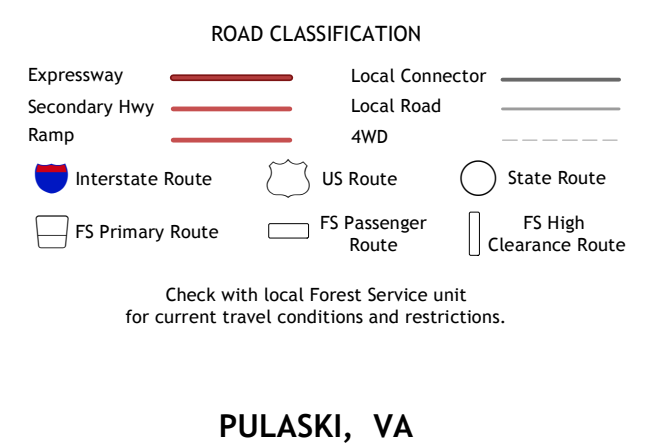 ROAD CLASSIFICATION
Expressway
Local Connector
Secondary Hwy
Local Road
Ramp
4WD
Interstate Route
US Route
State Route
FS Primary Route
FS Passenger
Route
FS High
Clearance Route
Check with local Forest Service unit
for current travel conditions and restrictions.
PULASKI, VA